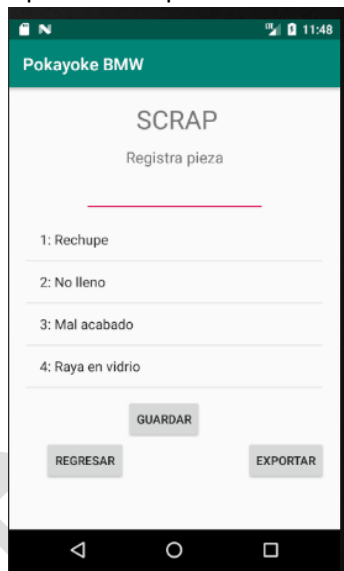 11:48
Pokayoke BMW
SCRAP
Registra pieza
1: Rechupe
2: No lleno
3: Mal acabado
4: Raya en vidrio
GUARDAR
REGRESAR EXPORTAR